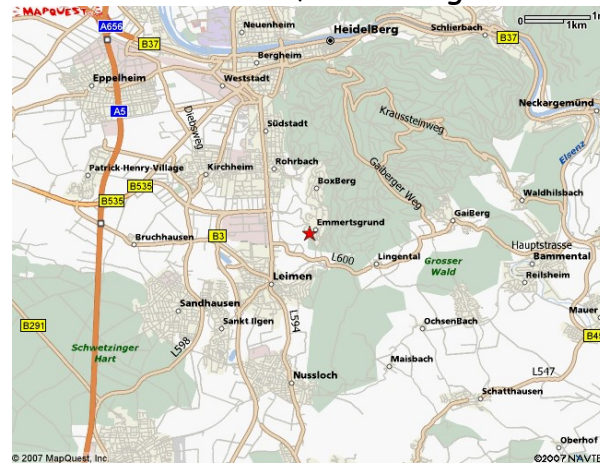 MAPQUEST
A656
Neuenheim
HeidelBerg
Schlierbach
B37
0
1km
B37
Bergheim
Eppelheim
Weststadt
Neckargemünd
A5
Diebsweg
Kraussteinweg
Südstadt
Elsenz
Patrick-Henry-Village
Kirchheim
Rohrbach
Gaiberger Weg
B535
BoxBerg
Waldhilsbach
B535
Emmertsgrund
GaiBerg
Bruchhausen
B3
Hauptstrasse
L600
Lingental
Grosser
Wald
Bammental
Leimen
Reilsheim
Sandhausen
Mauer
B291
Sankt Ilgen
L594
OchsenBach
B45
Schwetzinger
Hart
L598
Maisbach
Nussloch
L547
Schatthausen
Oberhof
© 2007 MapQuest, Inc.
©2007 NAVTE